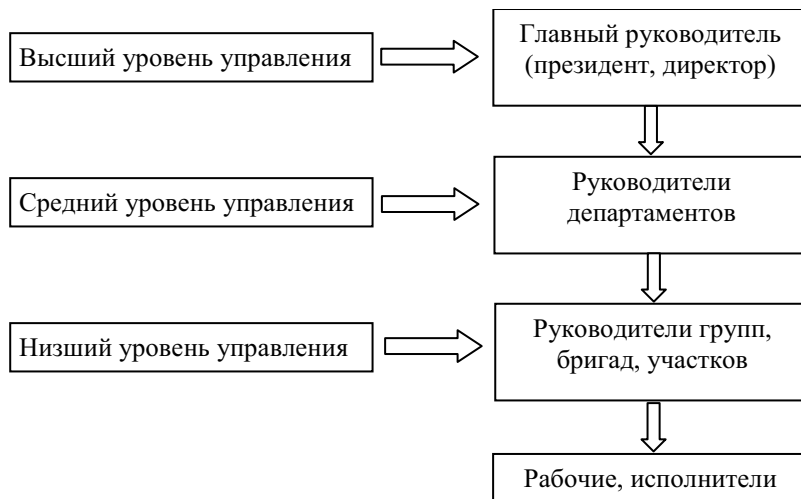 Высший уровень управления
Главный руководитель
(президент, директор)
Средний уровень управления
Руководители
департаментов
Низший уровень управления
Руководители групп,
бригад, участков
Рабочие, исполнители